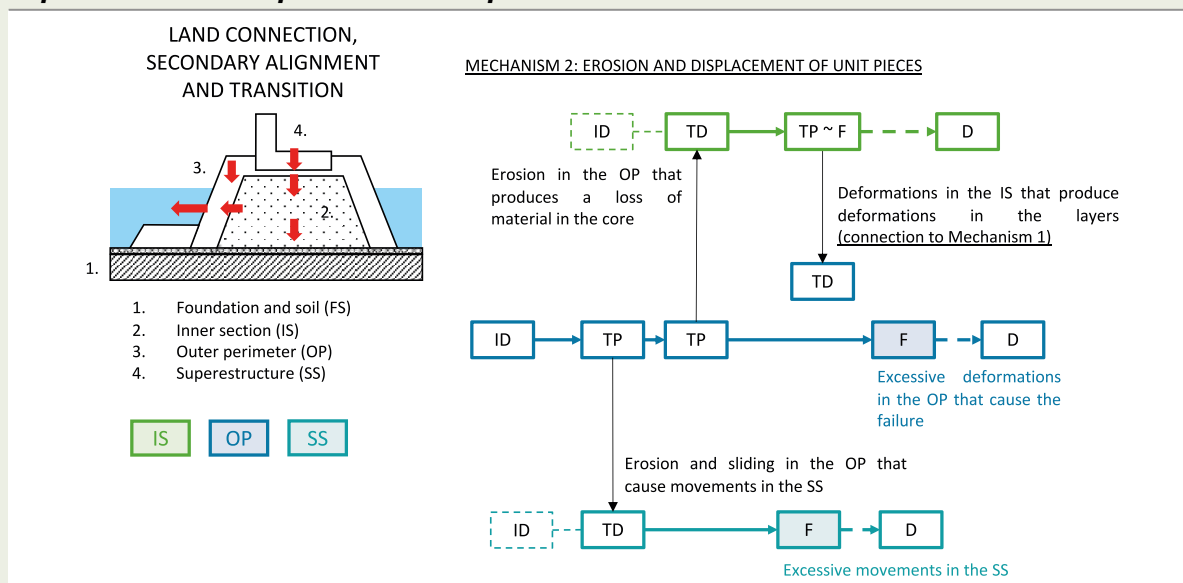 LAND CONNECTION,
SECONDARY ALIGNMENT
AND TRANSITION
4.
3.
2.
1.
1. Foundation and soil (FS)
2. Inner section (IS)
3. Outer perimeter (OP)
4. Superestructure (SS)
IS OP SS
MECHANISM 2: EROSION AND DISPLACEMENT OF UNIT PIECES
ID TD TP ~ F D
Erosion in the OP that
produces a loss of
material in the core
Deformations in the IS that produce
deformations in the layers
(connection to Mechanism 1)
TD
ID TP TP F D
Excessive deformations
in the OP that cause the
failure
Erosion and sliding in the OP that
cause movements in the SS
ID TD F D
Excessive movements in the SS